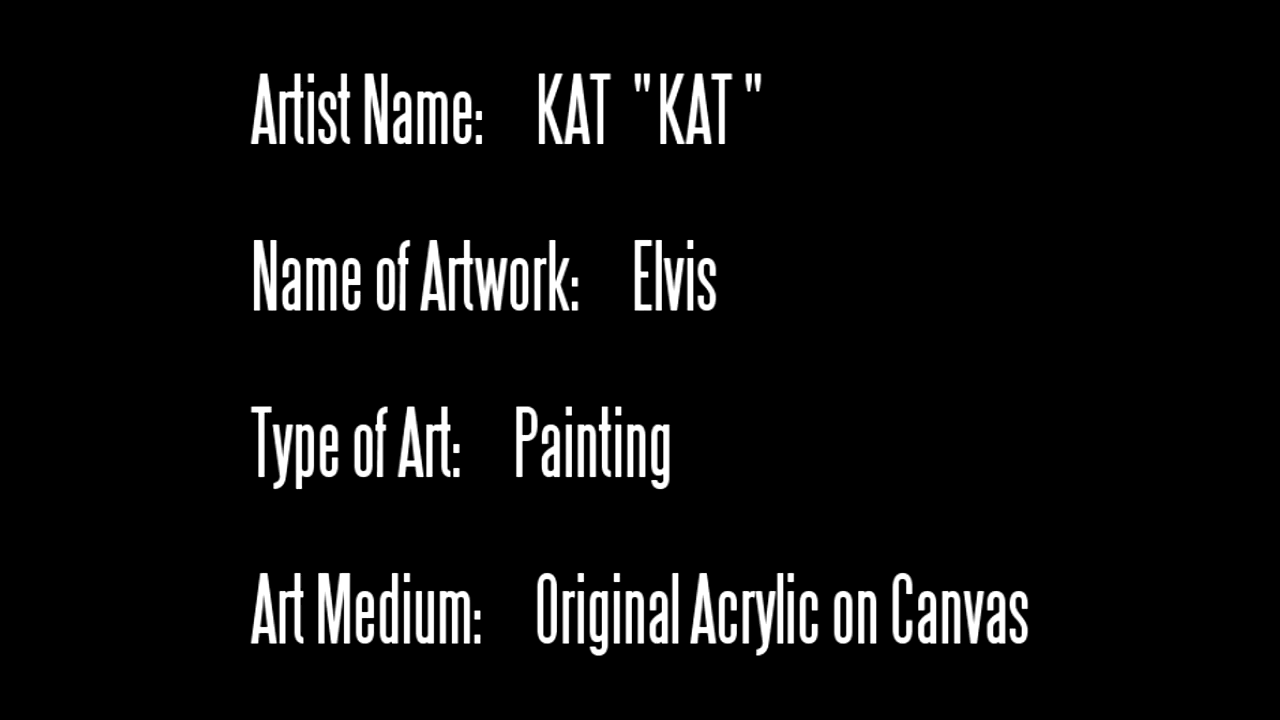 Artist Name: KAT "KAT "
Name of Artwork: Elvis
Type of Art: Painting
Art Medium: Original Acrylic on Canvas